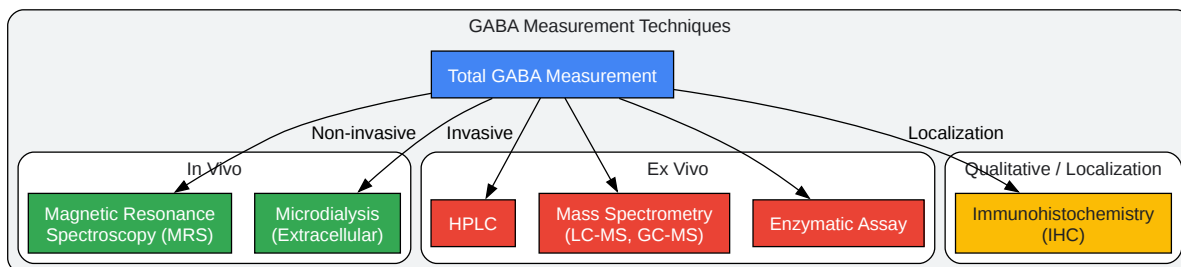 GABA Measurement Techniques
Total GABA Measurement
Non-invasive
Invasive
Localization
In Vivo
Ex Vivo
Qualitative / Localization
Magnetic Resonance
Spectroscopy (MRS)
Microdialysis
(Extracellular)
HPLC
Mass Spectrometry
(LC-MS, GC-MS)
Enzymatic Assay
Immunohistochemistry
(IHC)